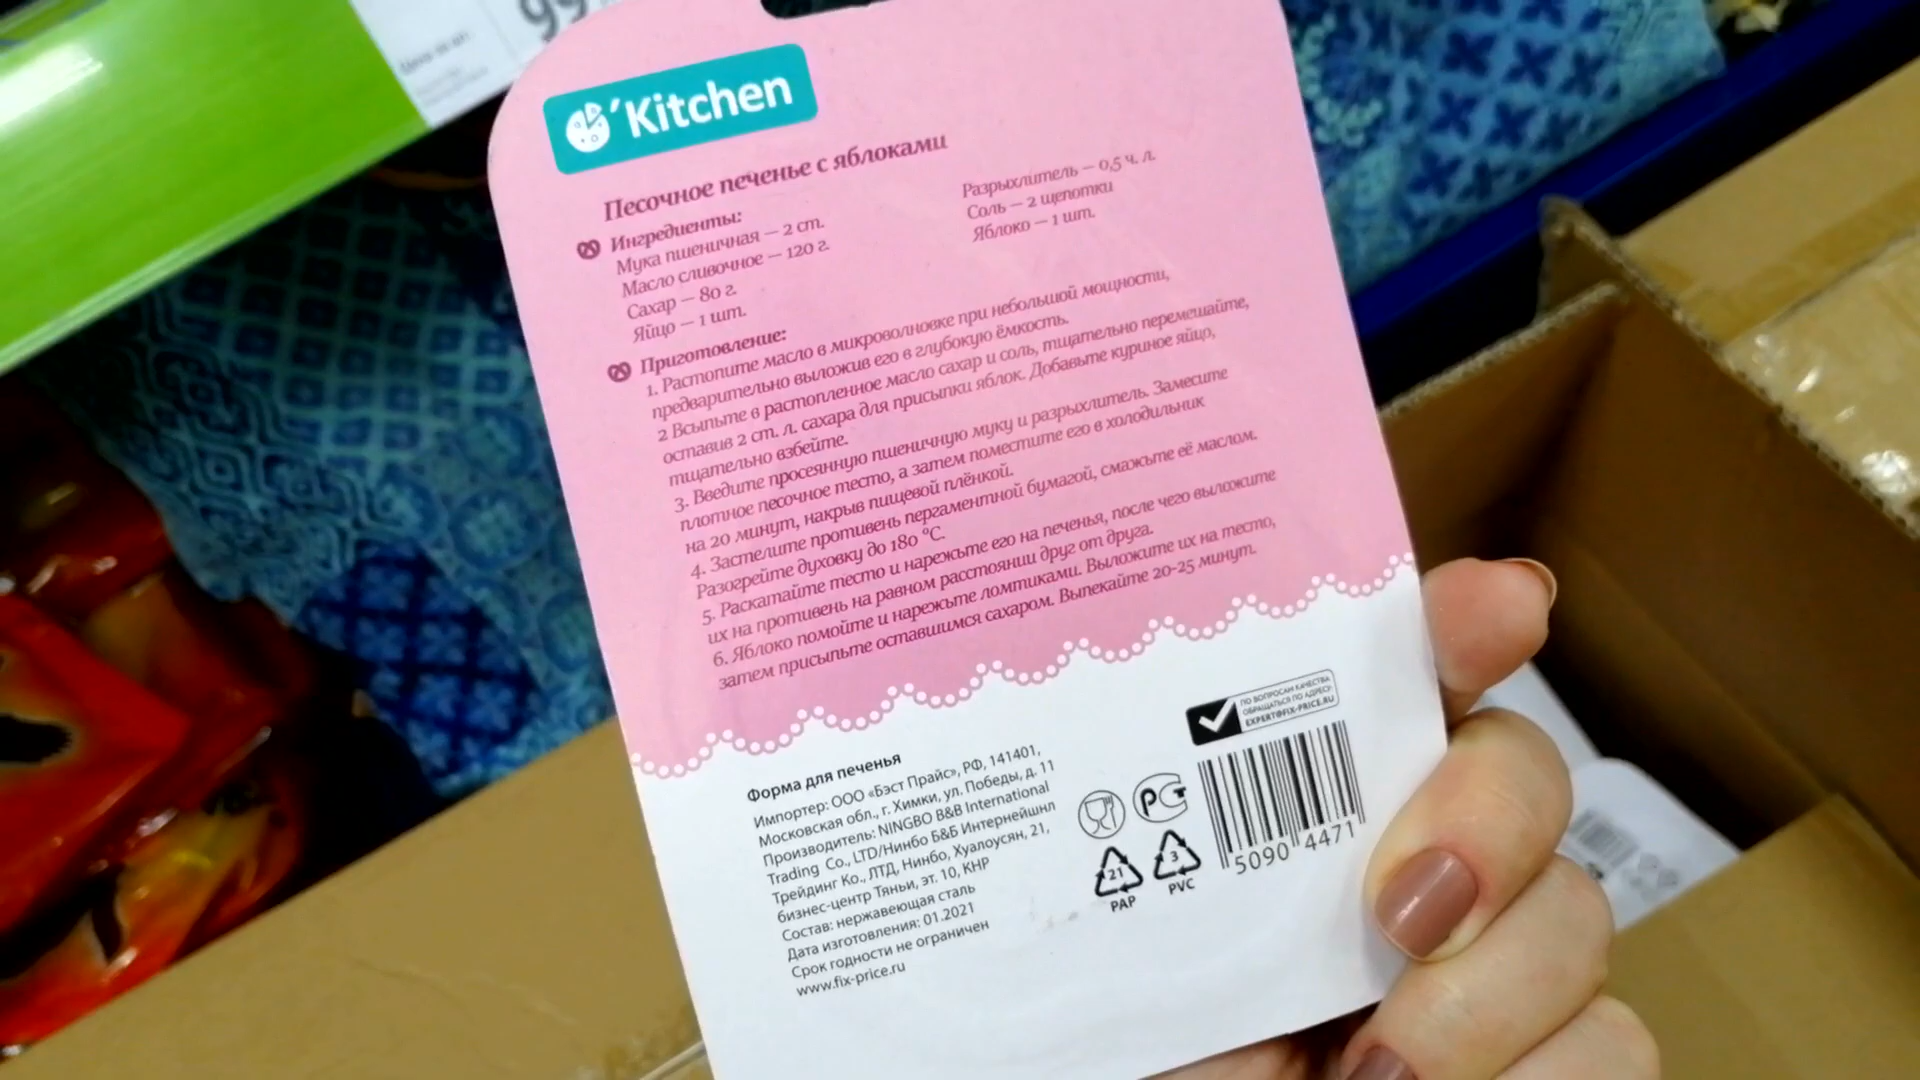 99
'Kitchen
Песочное печенье с яблоками
Ингредиенты:
Мука пшеничная — 2 ст.
Масло сливочное — 120 г.
Сахар — 80 г.
Яйцо — 1 шт.
Разрыхлитель — 0,5 ч. л.
Соль — 2 щепотки
Яблоко — 1 шт.
Приготовление:
1. Растопите масло в микроволновке при небольшой мощности,
предварительно выложив его в глубокую ёмкость.
2 Всыпьте в растопленное масло сахар и соль, тщательно перемешайте,
оставив 2 ст. л. сахара для присыпки яблок. Добавьте куриное яйцо,
тщательно взбейте.
3. Введите просеянную пшеничную муку и разрыхлитель. Замесите
плотное песочное тесто, а затем поместите его в холодильник
на 20 минут, накрыв пищевой плёнкой.
4. Застелите противень пергаментной бумагой, смажьте её маслом.
Разогрейте духовку до 180 °C.
5. Раскатайте тесто и нарежьте его на печенья, после чего выложите
их на противень на равном расстоянии друг от друга.
6. Яблоко помойте и нарежьте ломтиками. Выложите их на тесто,
затем присыпьте оставшимся сахаром. Выпекайте 20-25 минут.
Форма для печенья
Импортер: ООО «Бэст Прайс», РФ, 141401,
Московская обл., г. Химки, ул. Победы, д. 11
Производитель: NINGBO B&B International
Trading Co., LTD/Нинбо Б&Б Интернейшнл
Трейдинг Ко., ЛТД, Нинбо, Хуалоусян, 21,
бизнес-центр Тяньи, эт. 10, КНР
Состав: нержавеющая сталь
Дата изготовления: 01.2021
Срок годности не ограничен
www.fix-price.ru
ПО ВОПРОСАМ КАЧЕСТВА
ОБРАЩАТЬСЯ ПО АДРЕСУ:
EXPERT@FIX-PRICE.RU
РСТ
21
PAP
3
PVC
5090 4471